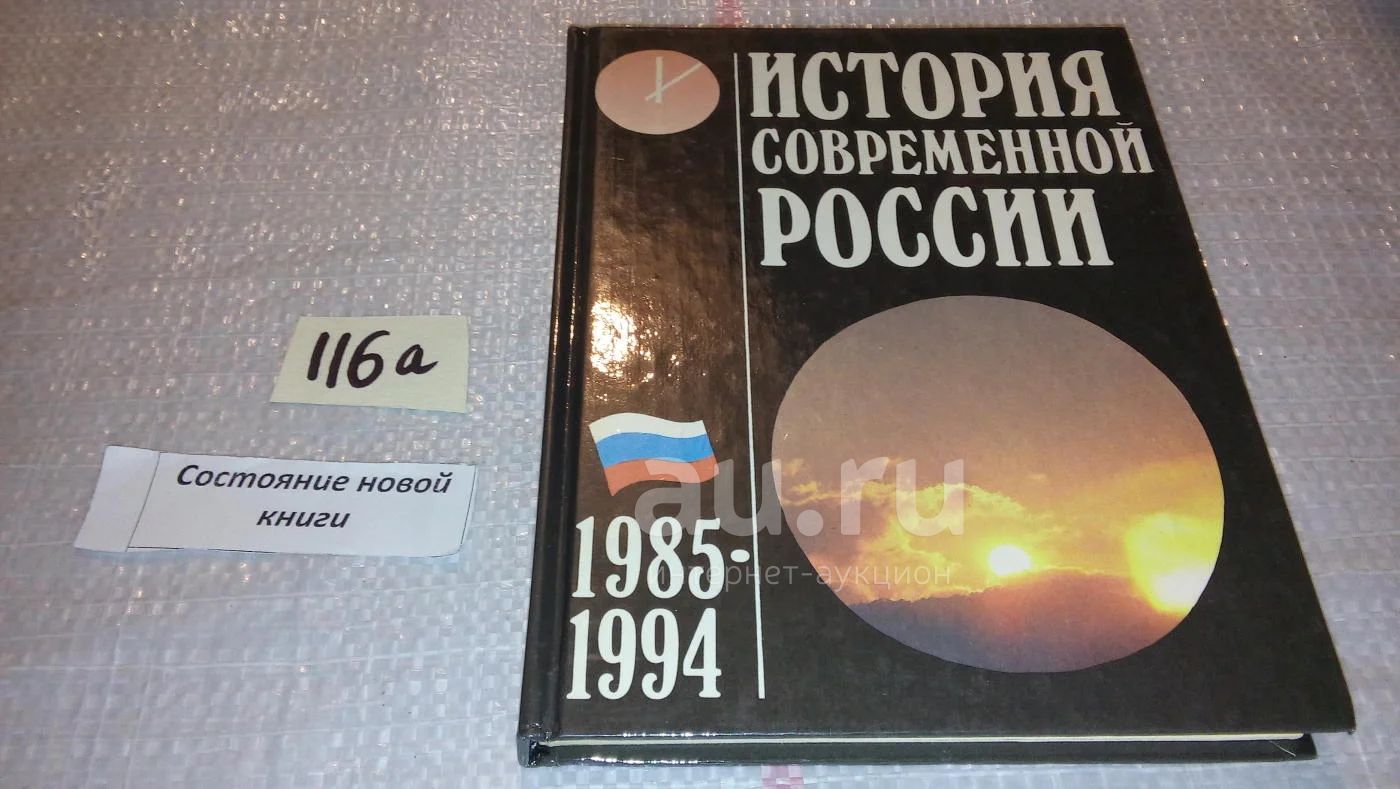 ИСТОРИЯ
СОВРЕМЕННОЙ
РОССИИ
116а
Состояние новой
книги
1985-
1994
au.ru
интернет-аукцион